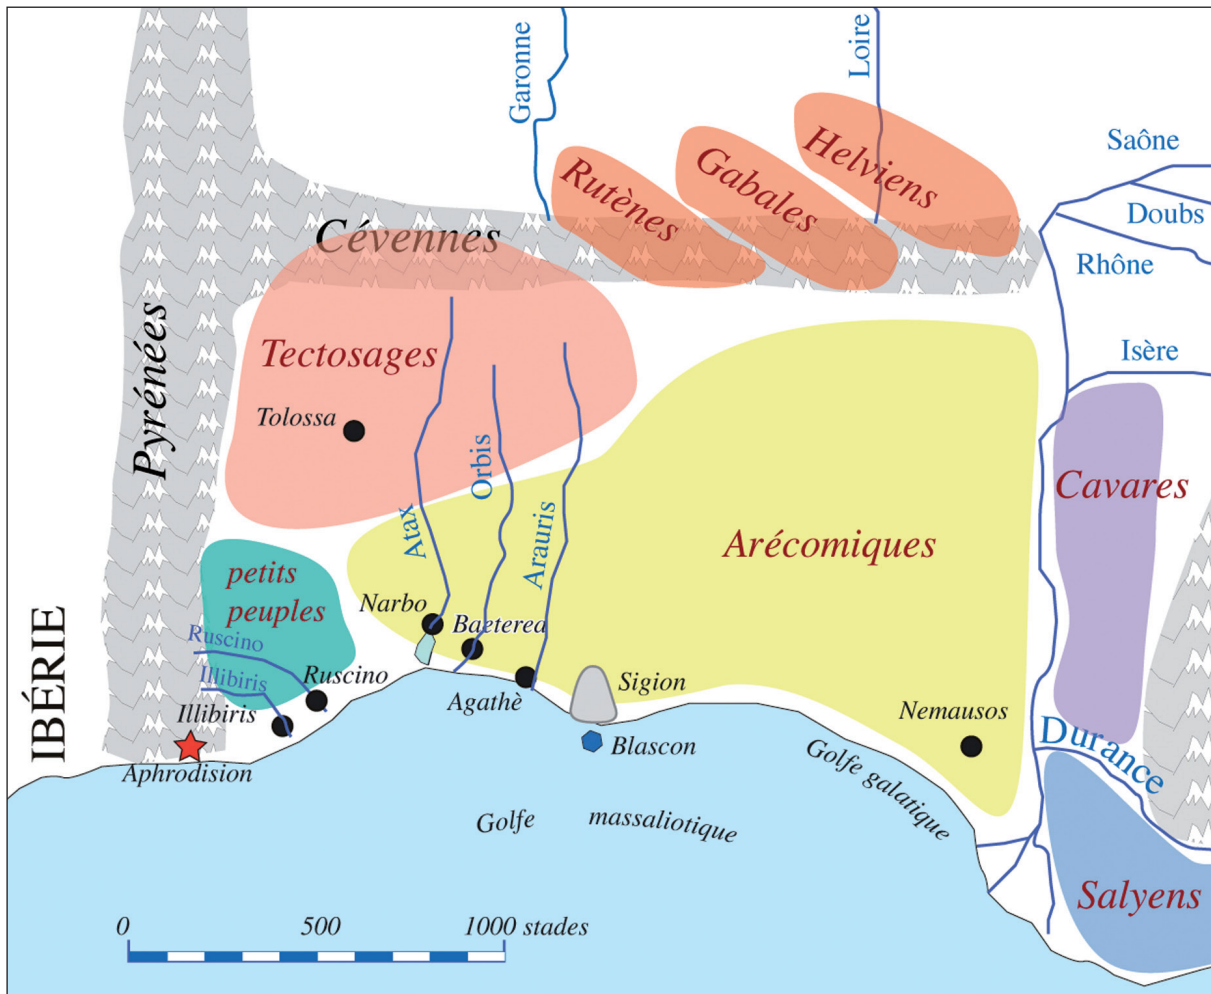 Garonne
Loire
Saône
Helviens
Gabales
Rutènes
Doubs
Cévennes
Rhône
Pyrénées
Tectosages
Isère
Tolossa
Orbis
Cavares
Atax
Arauris
Arécomiques
petits
peuples
Narbo
Baeterea
Ruscino
Ruscino
IBÉRIE
Illibiris
Illibiris
Agathè
Sigion
Nemausos
Durance
Blascon
Aphrodision
Golfe galatique
Golfe massaliotique
Salyens
0 500 1000 stades